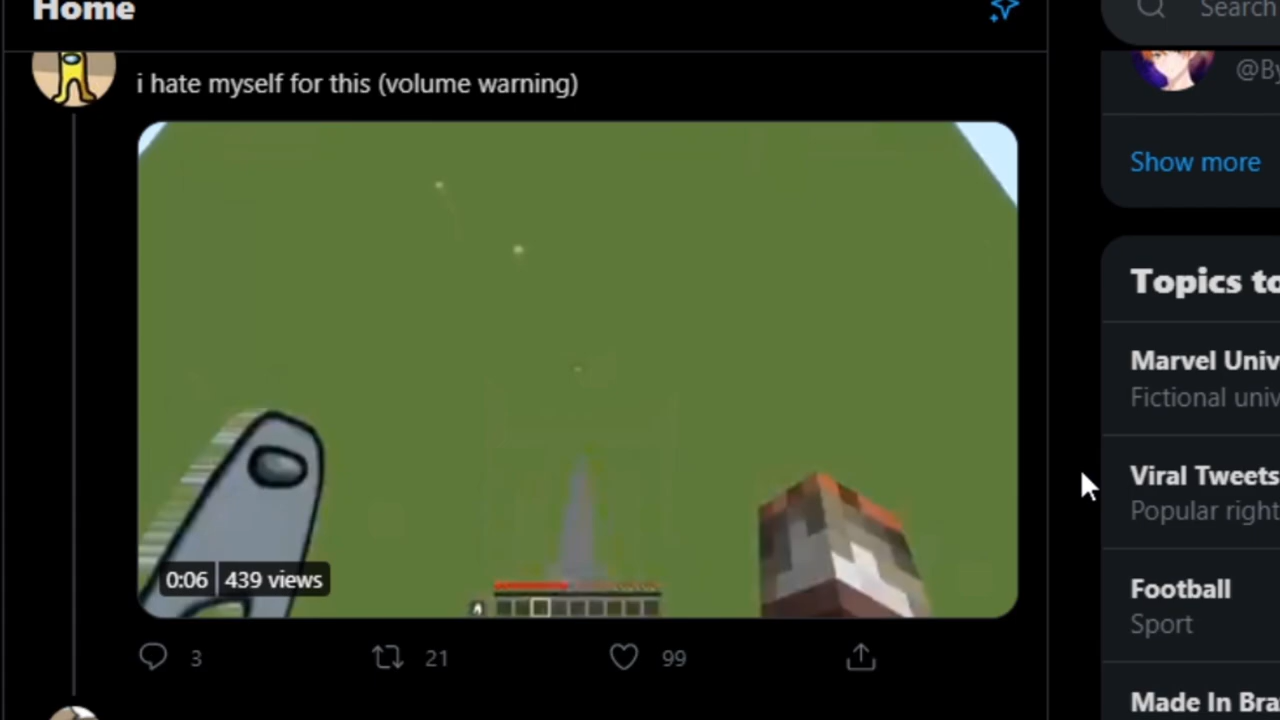 Home
Search
i hate myself for this (volume warning)
@By
Show more
Topics to
Marvel Univ
Fictional univ
Viral Tweets
Popular right
0:06 439 views
Football
Sport
3 21 99
Made In Bra